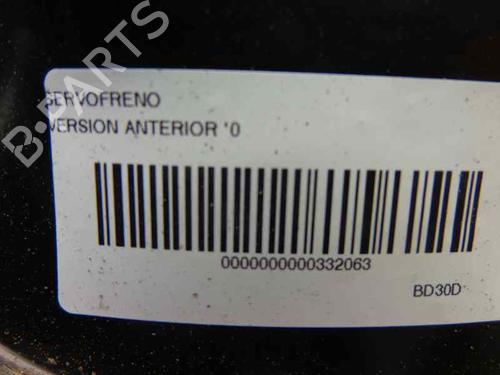 SERVOFRENO
VERSION ANTERIOR '0
0000000000332063
BD30D
B-Parts